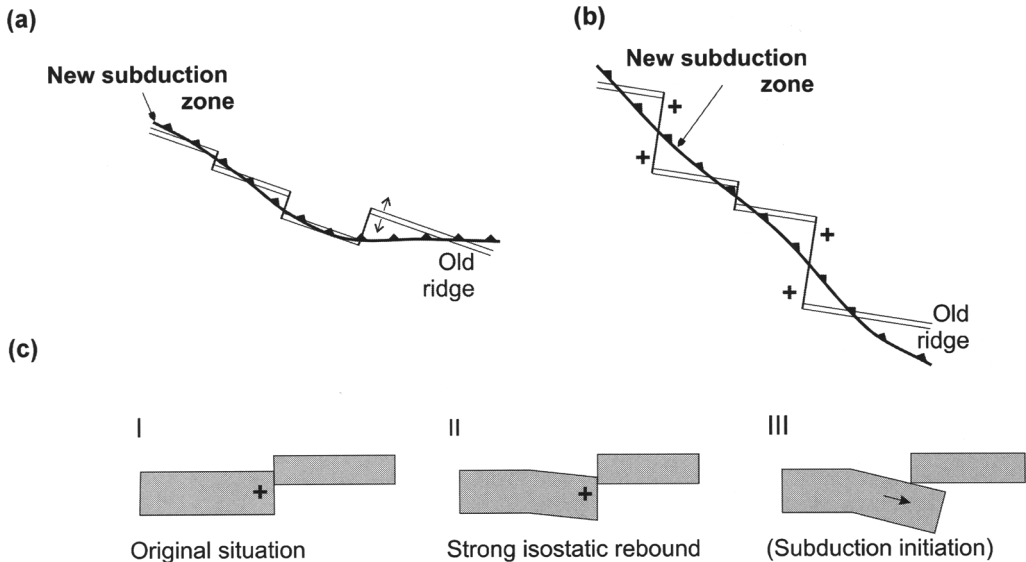 (a)
New subduction
zone
Old
ridge
(b)
New subduction
zone
+
+
+
+
Old
ridge
(c)
I
+
Original situation
II
+
Strong isostatic rebound
III
(Subduction initiation)